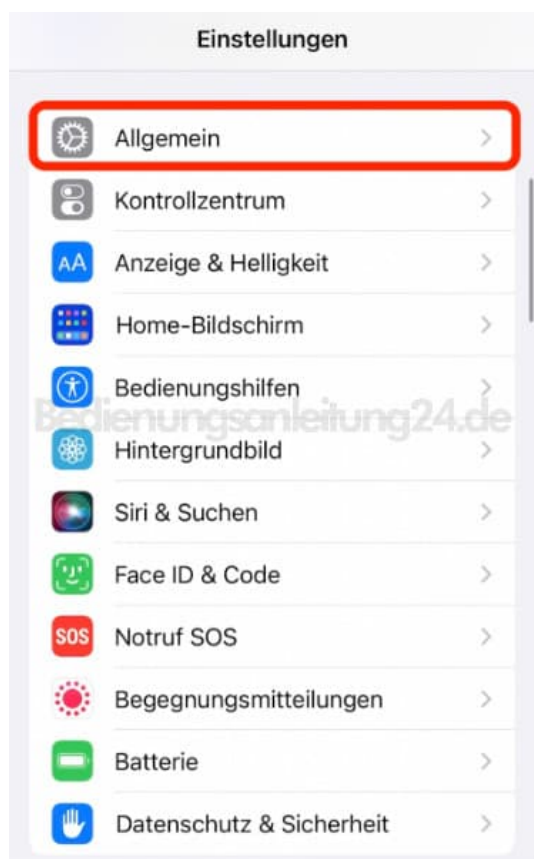 Einstellungen
Allgemein
Kontrollzentrum
AA Anzeige & Helligkeit
Home-Bildschirm
Bedienungshilfen
Bedienungsanleitung24.de
Hintergrundbild
Siri & Suchen
Face ID & Code
SOS Notruf SOS
Begegnungsmitteilungen
Batterie
Datenschutz & Sicherheit